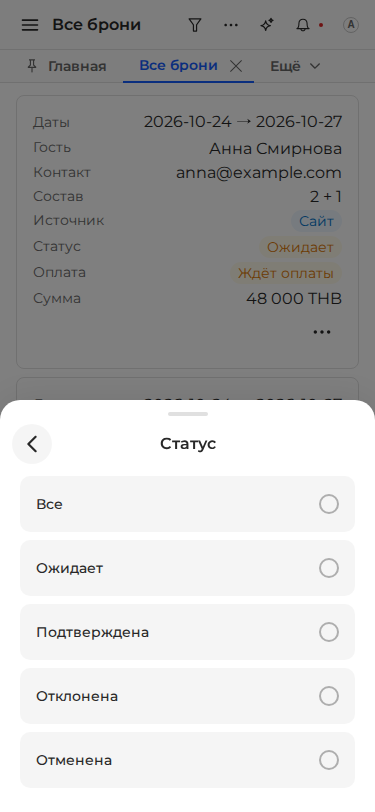 Все брони
A
Главная
Все брони
Ещё
Даты
2026-10-24 → 2026-10-27
Гость
Анна Смирнова
Контакт
anna@example.com
Состав
2 + 1
Источник
Сайт
Статус
Ожидает
Оплата
Ждёт оплаты
Сумма
48 000 THB
Статус
Все
Ожидает
Подтверждена
Отклонена
Отменена